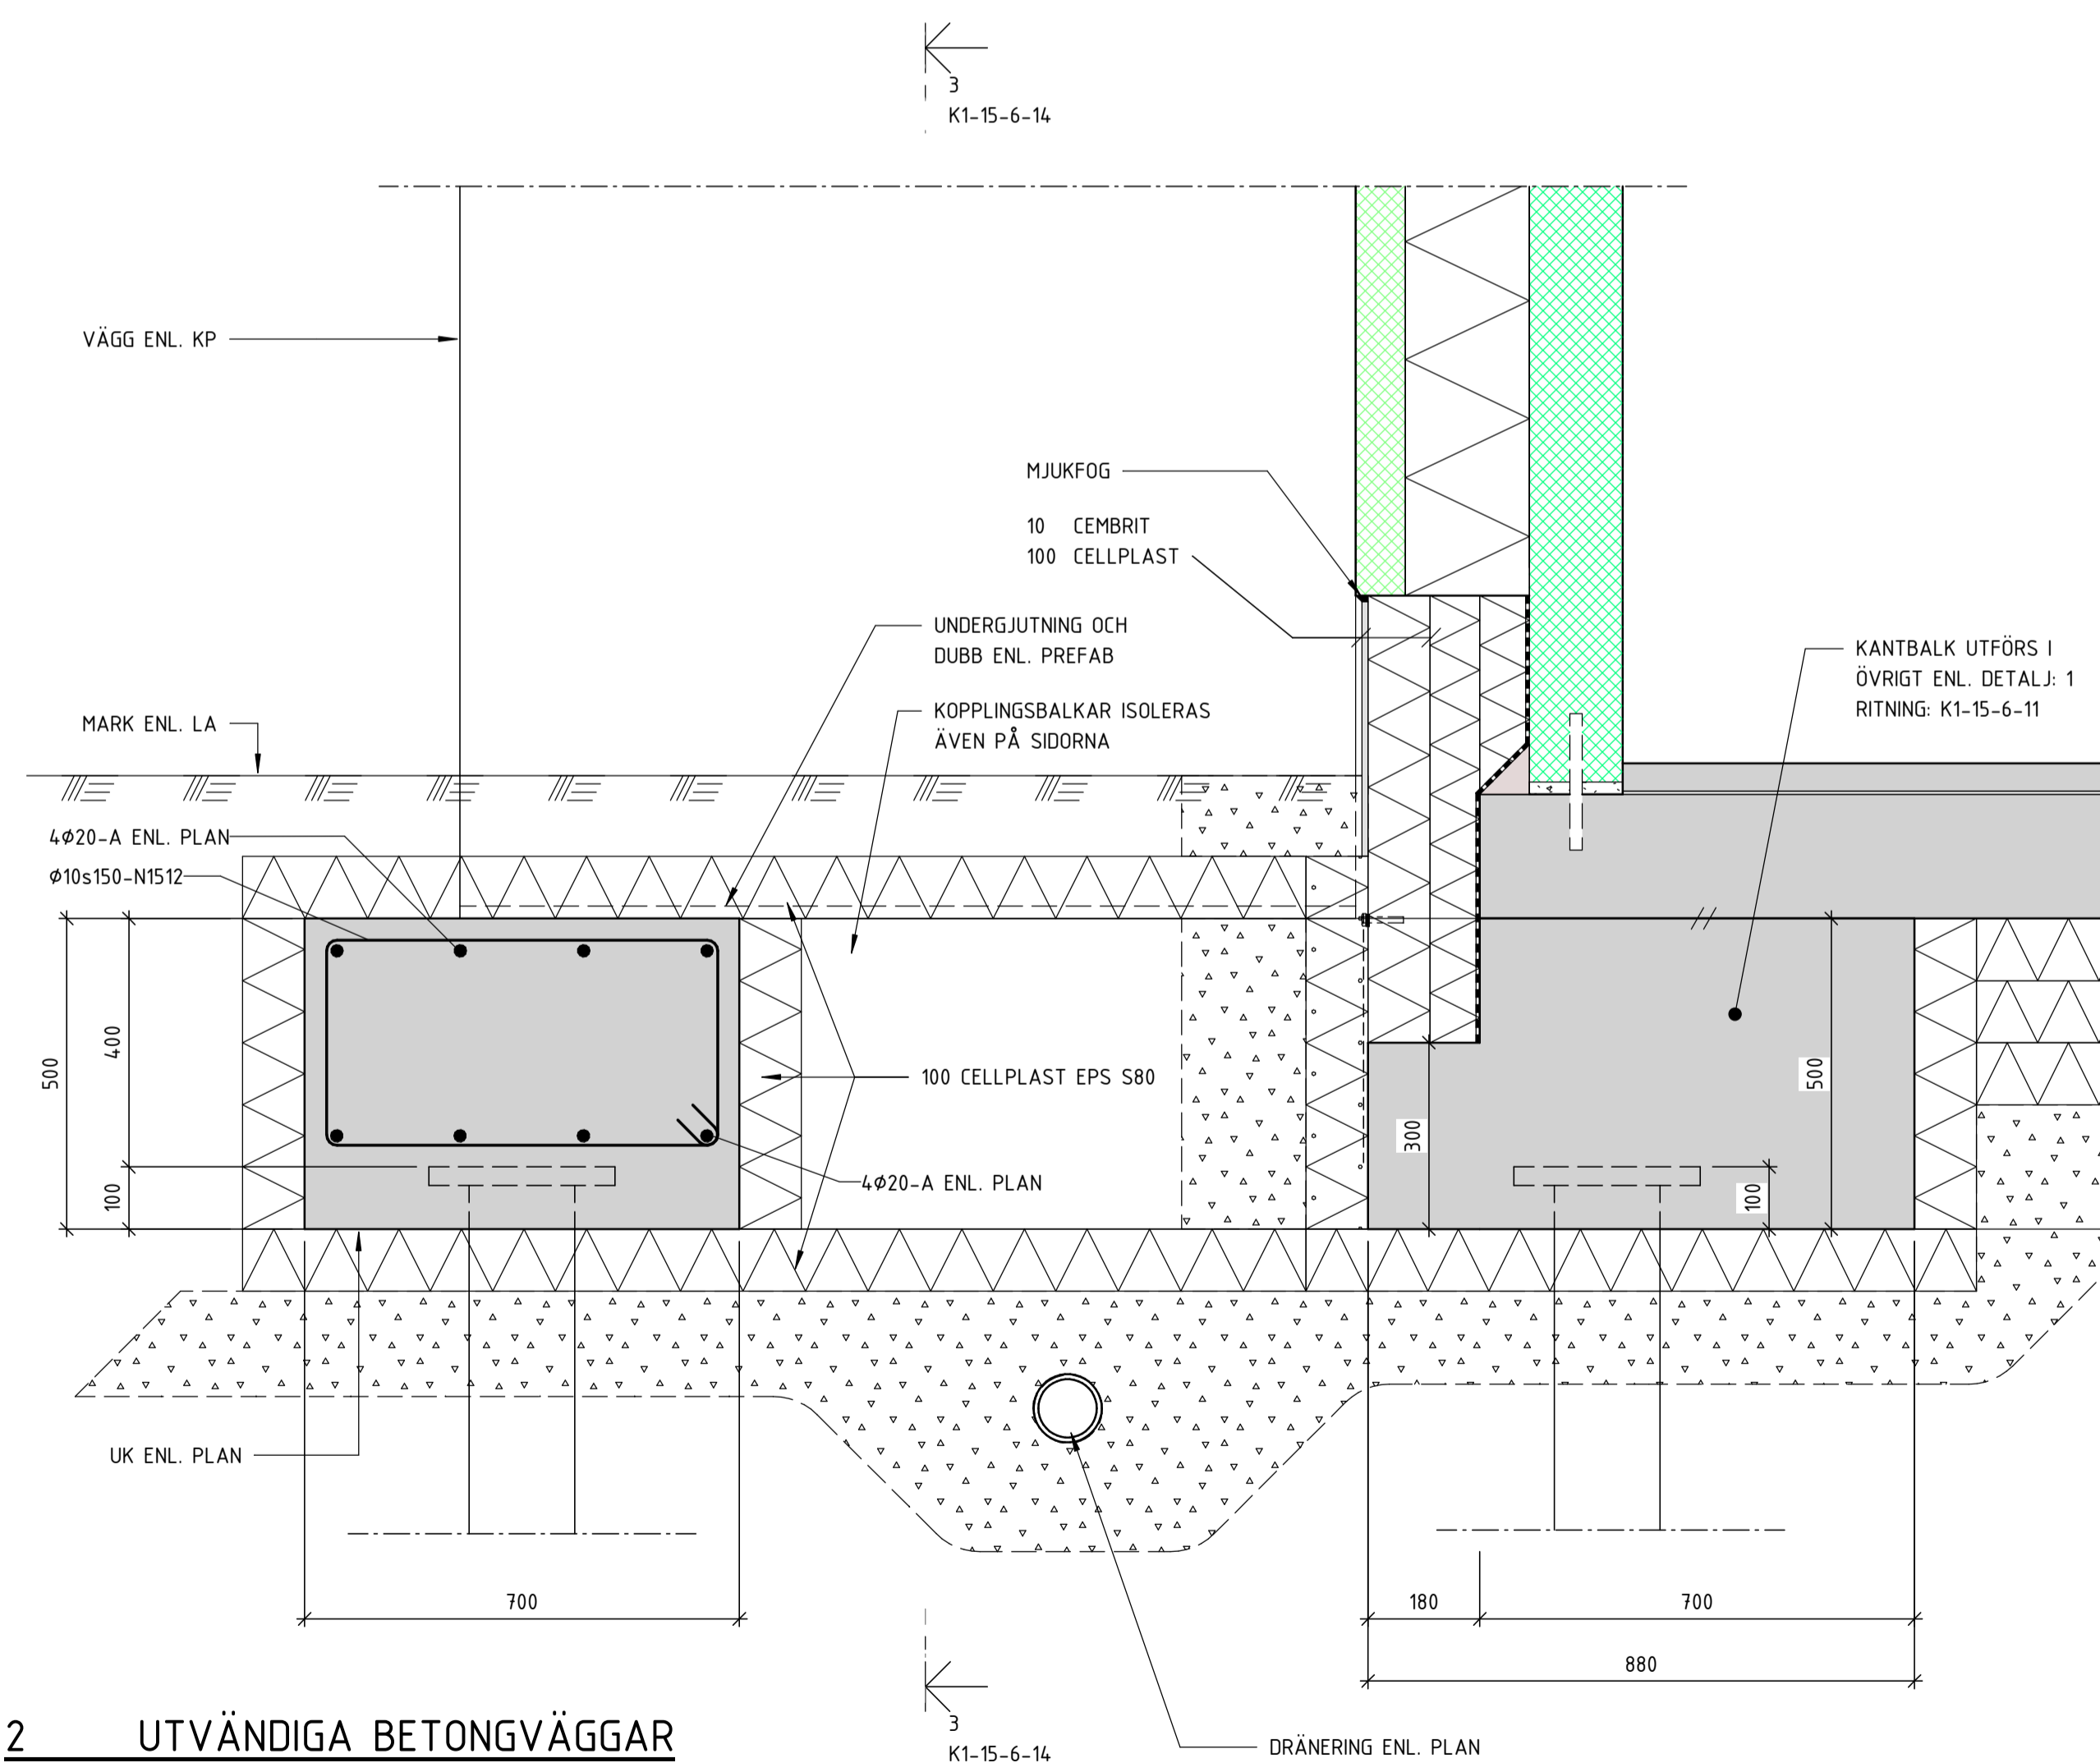 3
K1-15-6-14
VÄGG ENL. KP
MJUKFOG
10 CEMBRIT
100 CELLPLAST
UNDERGJUTNING OCH
DUBB ENL. PREFAB
KOPPLINGSBALKAR ISOLERAS
ÄVEN PÅ SIDORNA
KANTBALK UTFÖRS I
ÖVRIGT ENL. DETALJ: 1
RITNING: K1-15-6-11
MARK ENL. LA
4Ø20-A ENL. PLAN
Ø10s150-N1512
500
400
100
100 CELLPLAST EPS S80
4Ø20-A ENL. PLAN
300
500
100
UK ENL. PLAN
700
180
700
880
3
K1-15-6-14
DRÄNERING ENL. PLAN
2 UTVÄNDIGA BETONGVÄGGAR